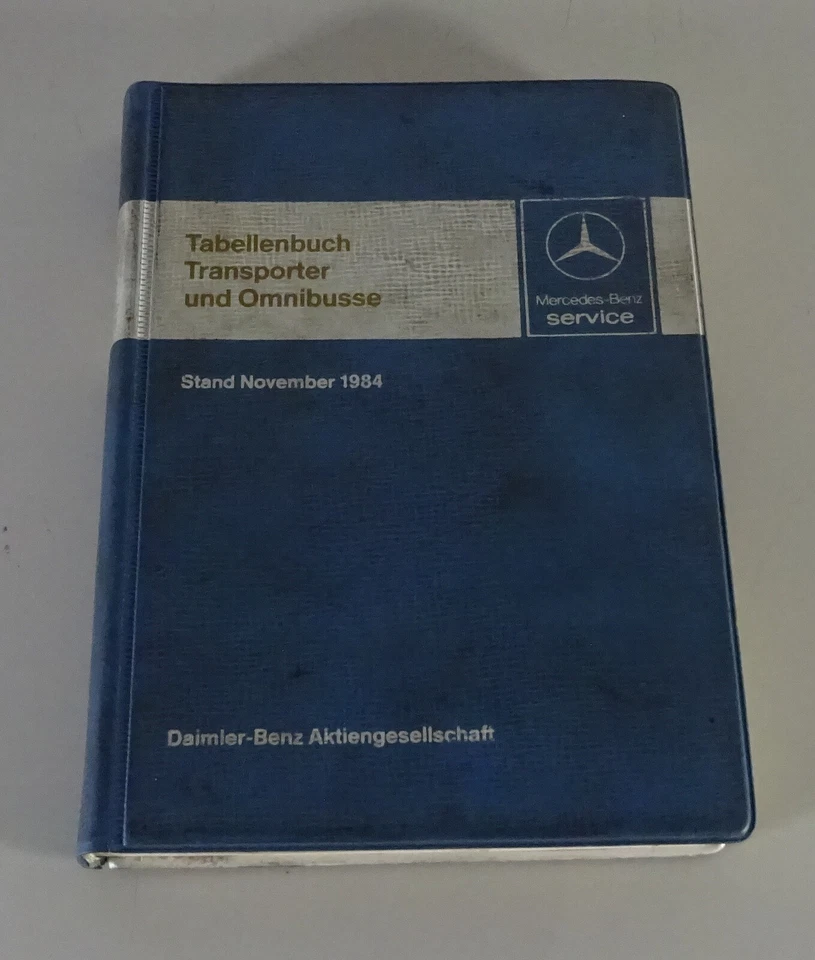 Tabellenbuch
Transporter
und Omnibusse
Mercedes-Benz
service
Stand November 1984
Daimler-Benz Aktiengesellschaft